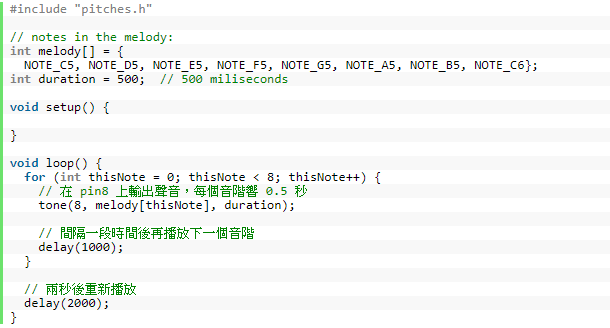 #include "pitches.h"
// notes in the melody:
int melody[] = {
  NOTE_C5, NOTE_D5, NOTE_E5, NOTE_F5, NOTE_G5, NOTE_A5, NOTE_B5, NOTE_C6};
int duration = 500;  // 500 miliseconds
void setup() {
}
void loop() {
  for (int thisNote = 0; thisNote < 8; thisNote++) {
    // 在 pin8 上輸出聲音，每個音階響 0.5 秒
    tone(8, melody[thisNote], duration);
    // 間隔一段時間後再播放下一個音階
    delay(1000);
  }
  // 兩秒後重新播放
  delay(2000);
}